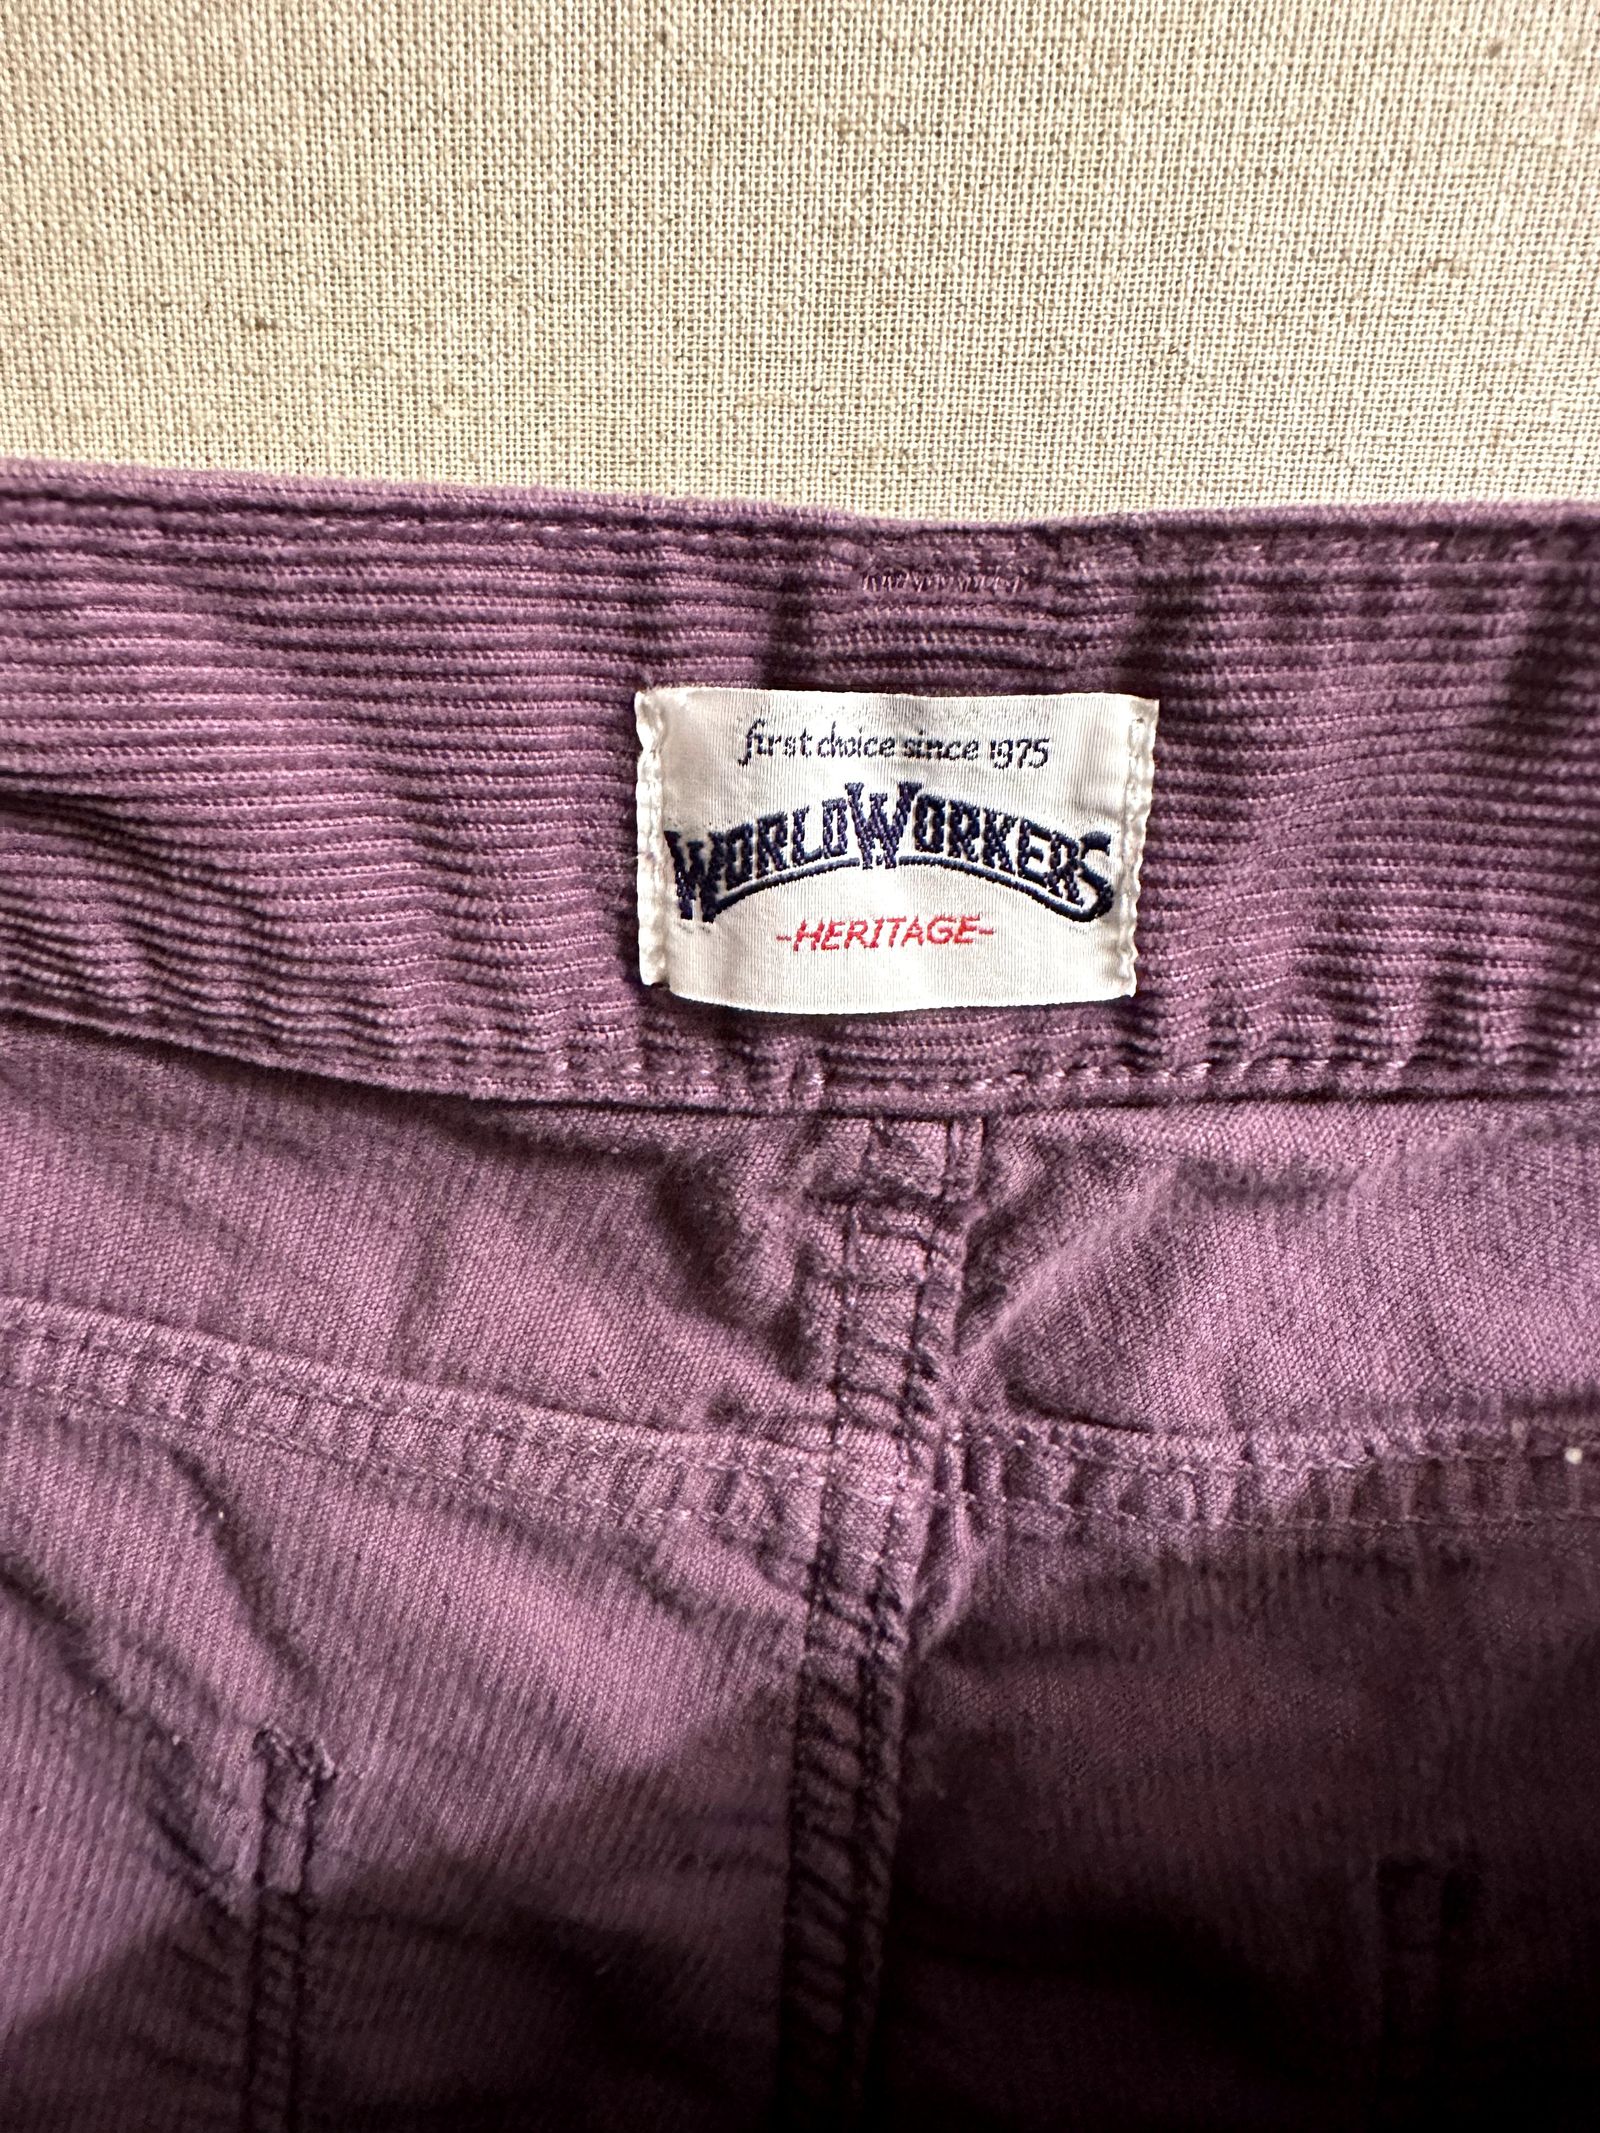 first choice since 1975
WORLDWORKERS
-HERITAGE-